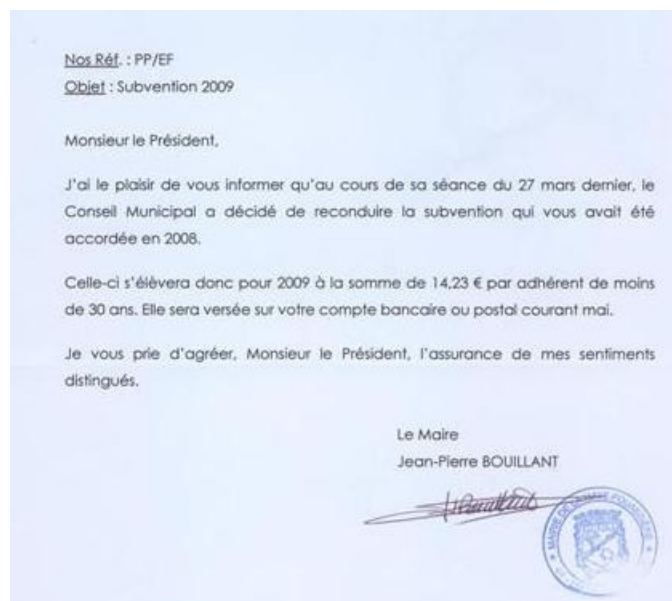 Nos Réf. : PP/EF
Objet : Subvention 2009
Monsieur le Président,
J'ai le plaisir de vous informer qu'au cours de sa séance du 27 mars dernier, le
Conseil Municipal a décidé de reconduire la subvention qui vous avait été
accordée en 2008.
Celle-ci s'élèvera donc pour 2009 à la somme de 14,23 € par adhérent de moins
de 30 ans. Elle sera versée sur votre compte bancaire ou postal courant mai.
Je vous prie d'agréer, Monsieur le Président, l'assurance de mes sentiments
distingués.
Le Maire
Jean-Pierre BOUILLANT
MAIRIE DE